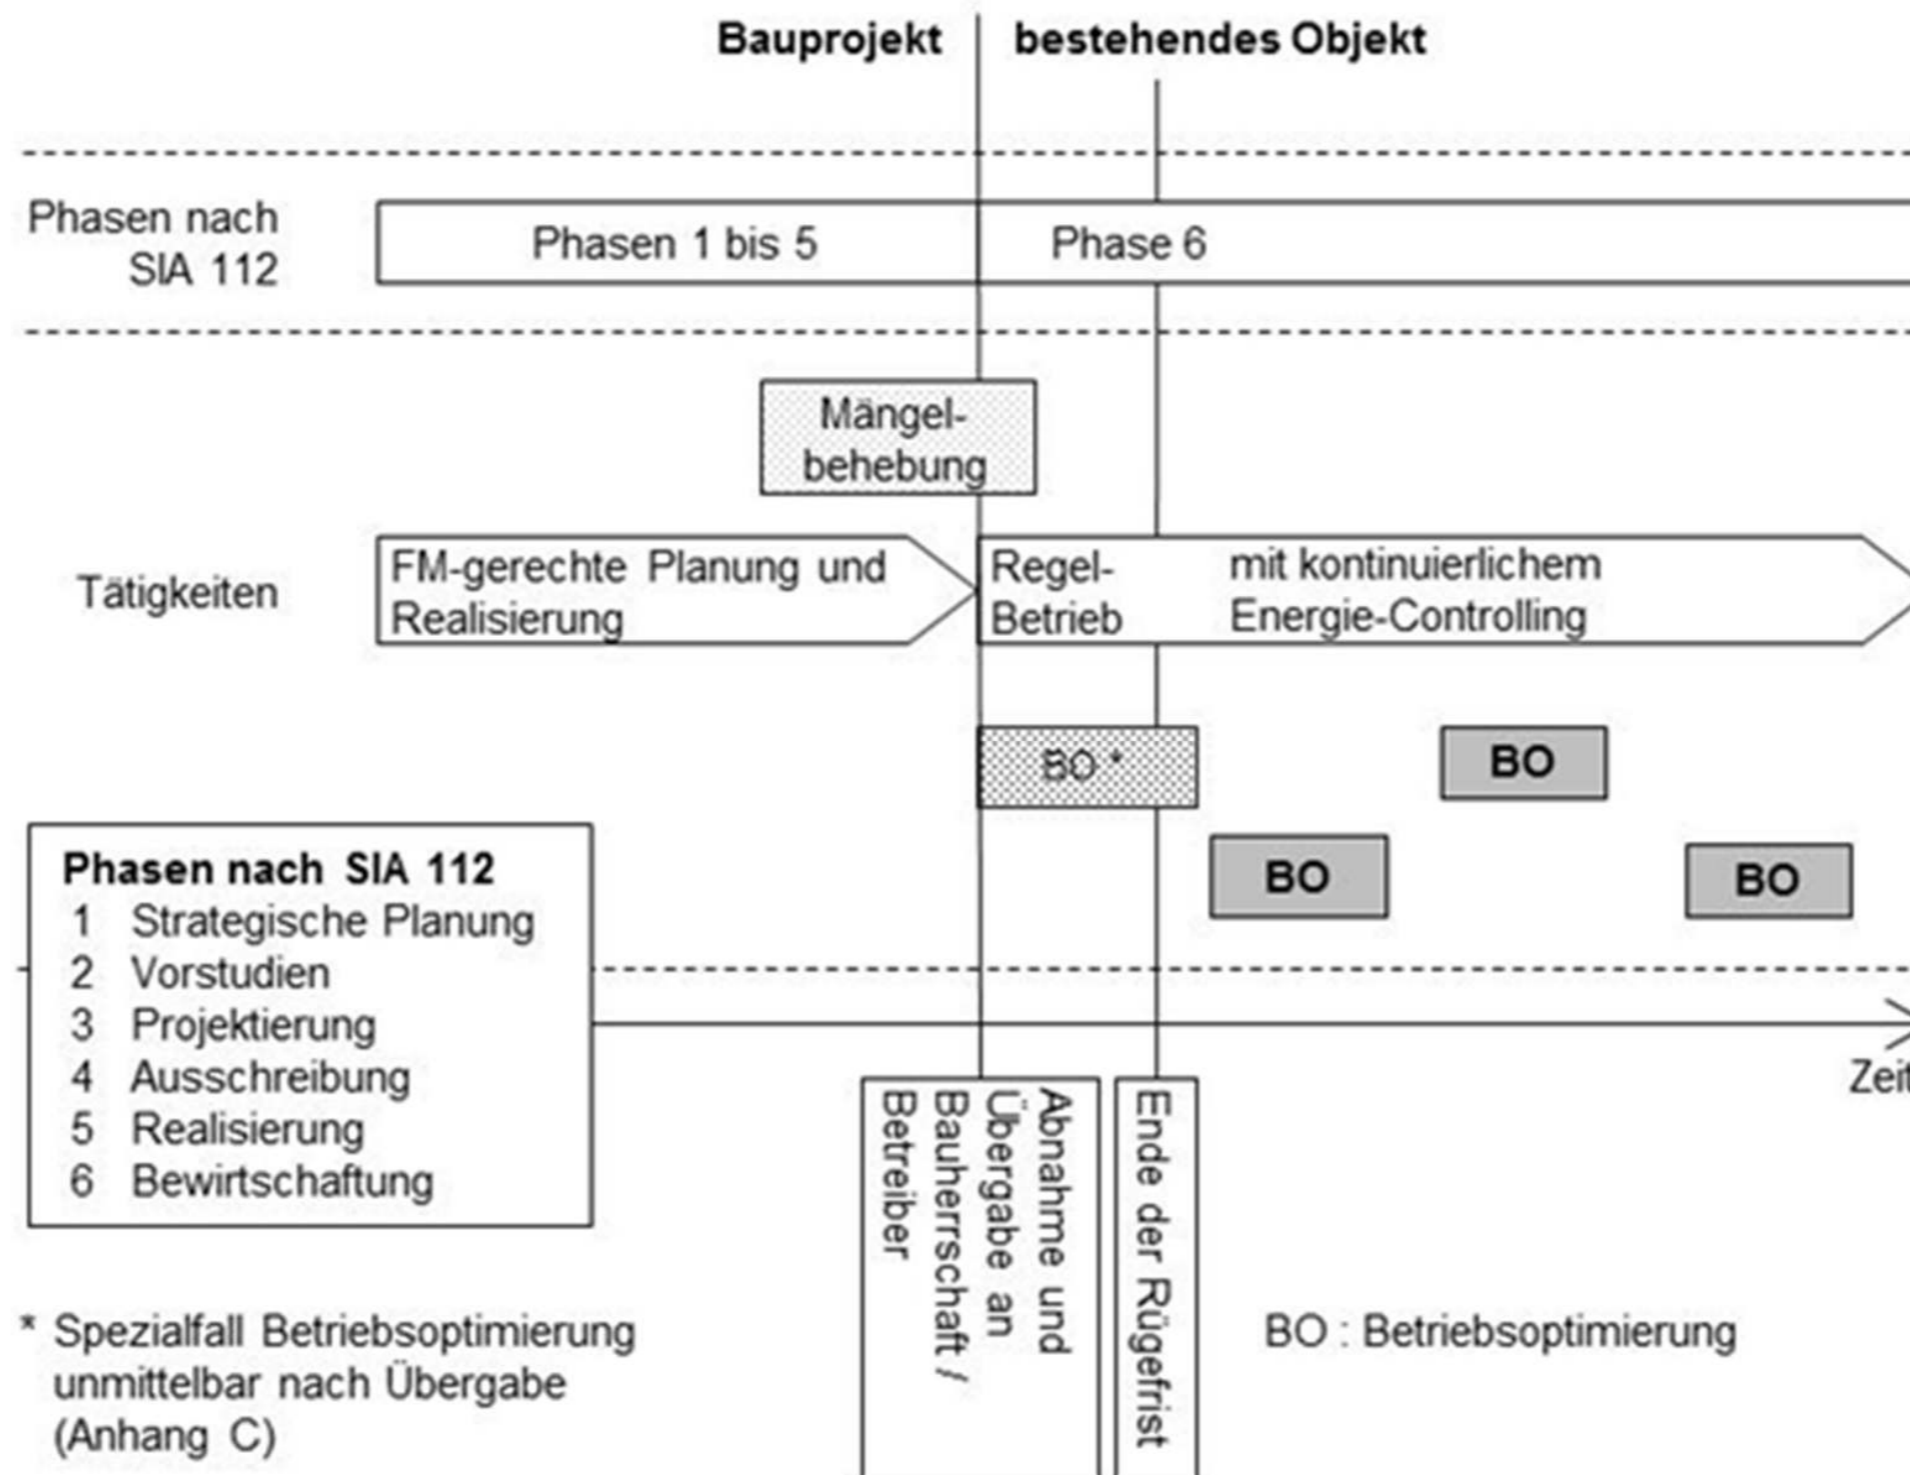 Bauprojekt
bestehendes Objekt
Phasen nach
SIA 112
Phasen 1 bis 5
Phase 6
Mängel-
behebung
Tätigkeiten
FM-gerechte Planung und
Realisierung
Regel-
Betrieb
mit kontinuierlichem
Energie-Controlling
BO *
BO
BO
BO
Phasen nach SIA 112
1 Strategische Planung
2 Vorstudien
3 Projektierung
4 Ausschreibung
5 Realisierung
6 Bewirtschaftung
Zeit
Abnahme und
Übergabe an
Bauherrschaft /
Betreiber
Ende der Rügefrist
* Spezialfall Betriebsoptimierung
unmittelbar nach Übergabe
(Anhang C)
BO : Betriebsoptimierung